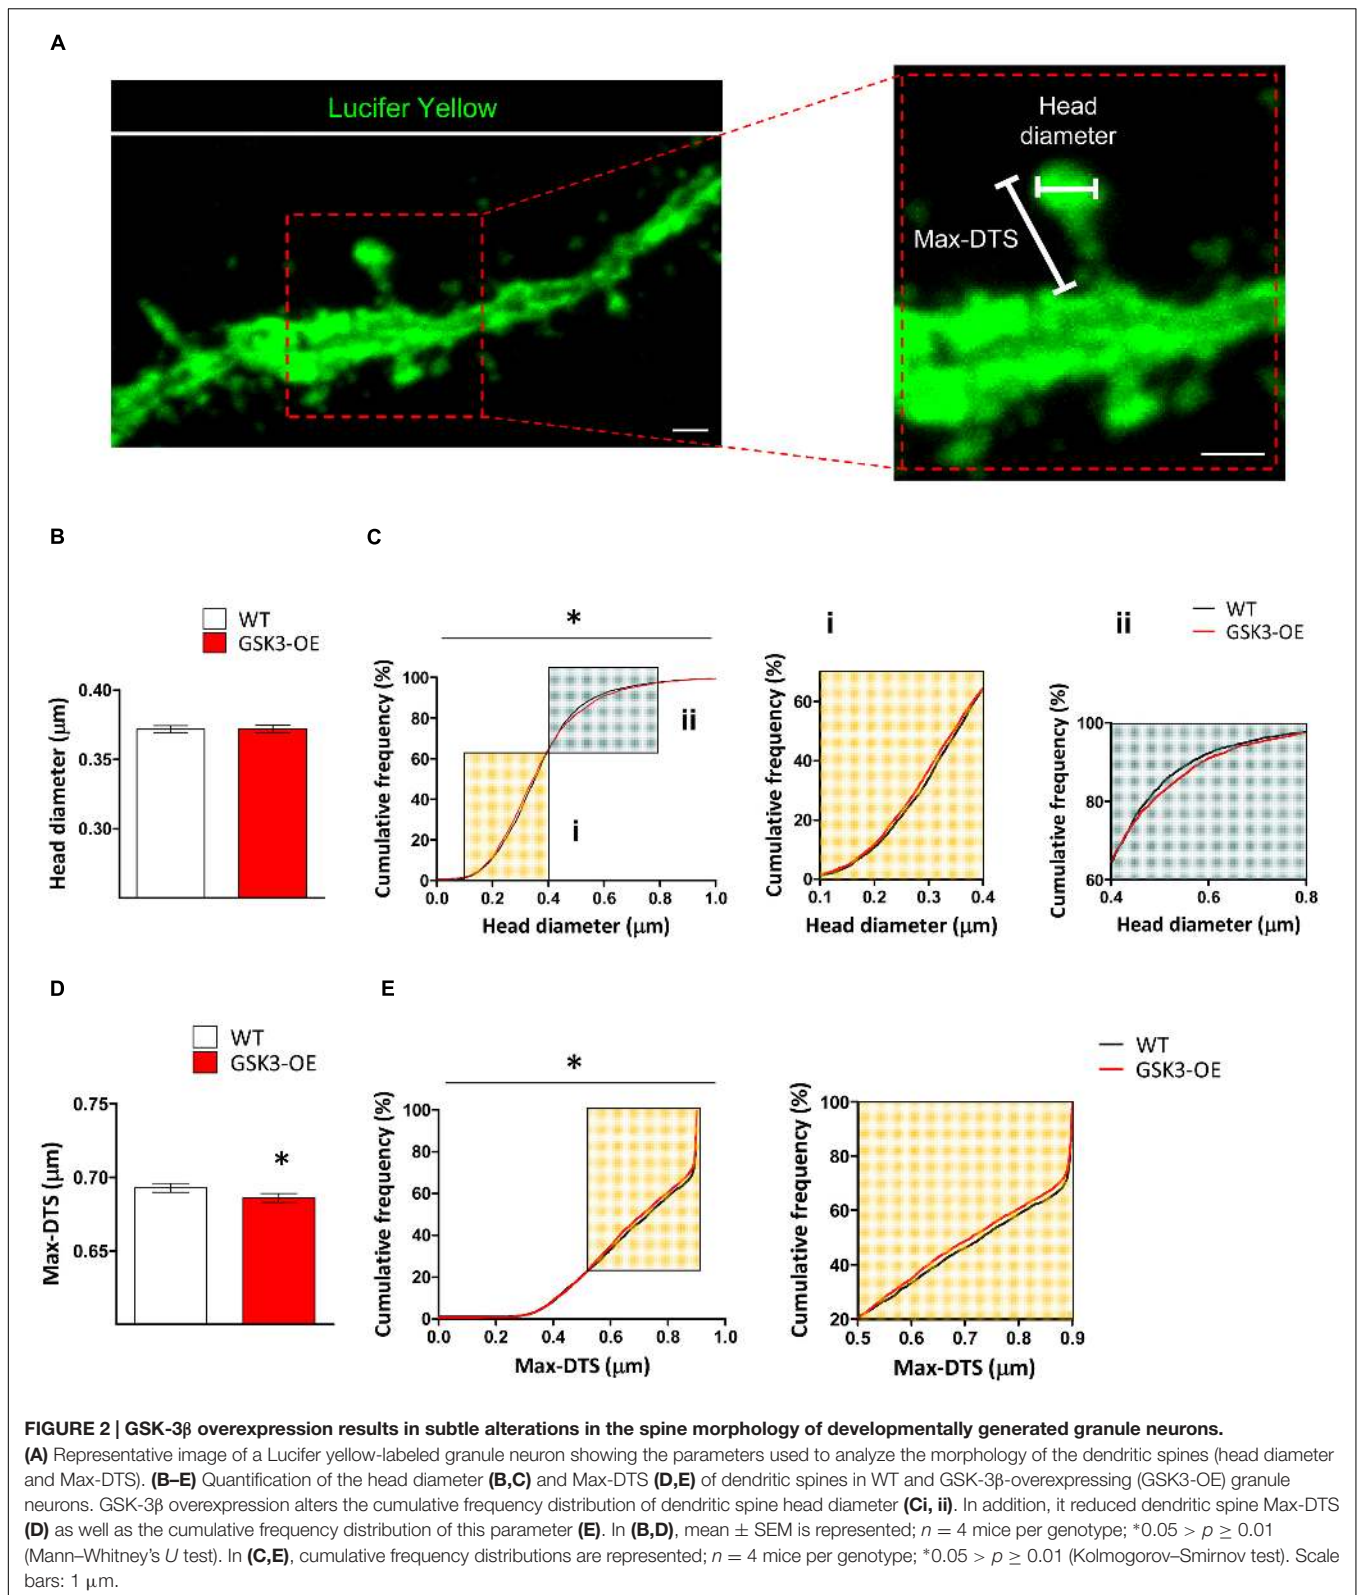 A
Lucifer Yellow
Head
diameter
Max-DTS
B
WT
GSK3-OE
Head diameter (μm)
0.40
0.35
0.30
C
*
Cumulative frequency (%)
100
80
60
40
20
0
0.0 0.2 0.4 0.6 0.8 1.0
Head diameter (μm)
i
ii
i
Cumulative frequency (%)
60
40
20
0
0.1 0.2 0.3 0.4
Head diameter (μm)
ii
WT
GSK3-OE
Cumulative frequency (%)
100
80
60
0.4 0.6 0.8
Head diameter (μm)
D
WT
GSK3-OE
Max-DTS (μm)
0.75
0.70
0.65
*
E
*
Cumulative frequency (%)
100
80
60
40
20
0
0.0 0.2 0.4 0.6 0.8 1.0
Max-DTS (μm)
WT
GSK3-OE
Cumulative frequency (%)
100
80
60
40
20
0.5 0.6 0.7 0.8 0.9
Max-DTS (μm)
FIGURE 2 | GSK-3β overexpression results in subtle alterations in the spine morphology of developmentally generated granule neurons.
(A) Representative image of a Lucifer yellow-labeled granule neuron showing the parameters used to analyze the morphology of the dendritic spines (head diameter
and Max-DTS). (B–E) Quantification of the head diameter (B,C) and Max-DTS (D,E) of dendritic spines in WT and GSK-3β-overexpressing (GSK3-OE) granule
neurons. GSK-3β overexpression alters the cumulative frequency distribution of dendritic spine head diameter (Ci, ii). In addition, it reduced dendritic spine Max-DTS
(D) as well as the cumulative frequency distribution of this parameter (E). In (B,D), mean ± SEM is represented; n = 4 mice per genotype; *0.05 > p ≥ 0.01
(Mann–Whitney's U test). In (C,E), cumulative frequency distributions are represented; n = 4 mice per genotype; *0.05 > p ≥ 0.01 (Kolmogorov–Smirnov test). Scale
bars: 1 μm.